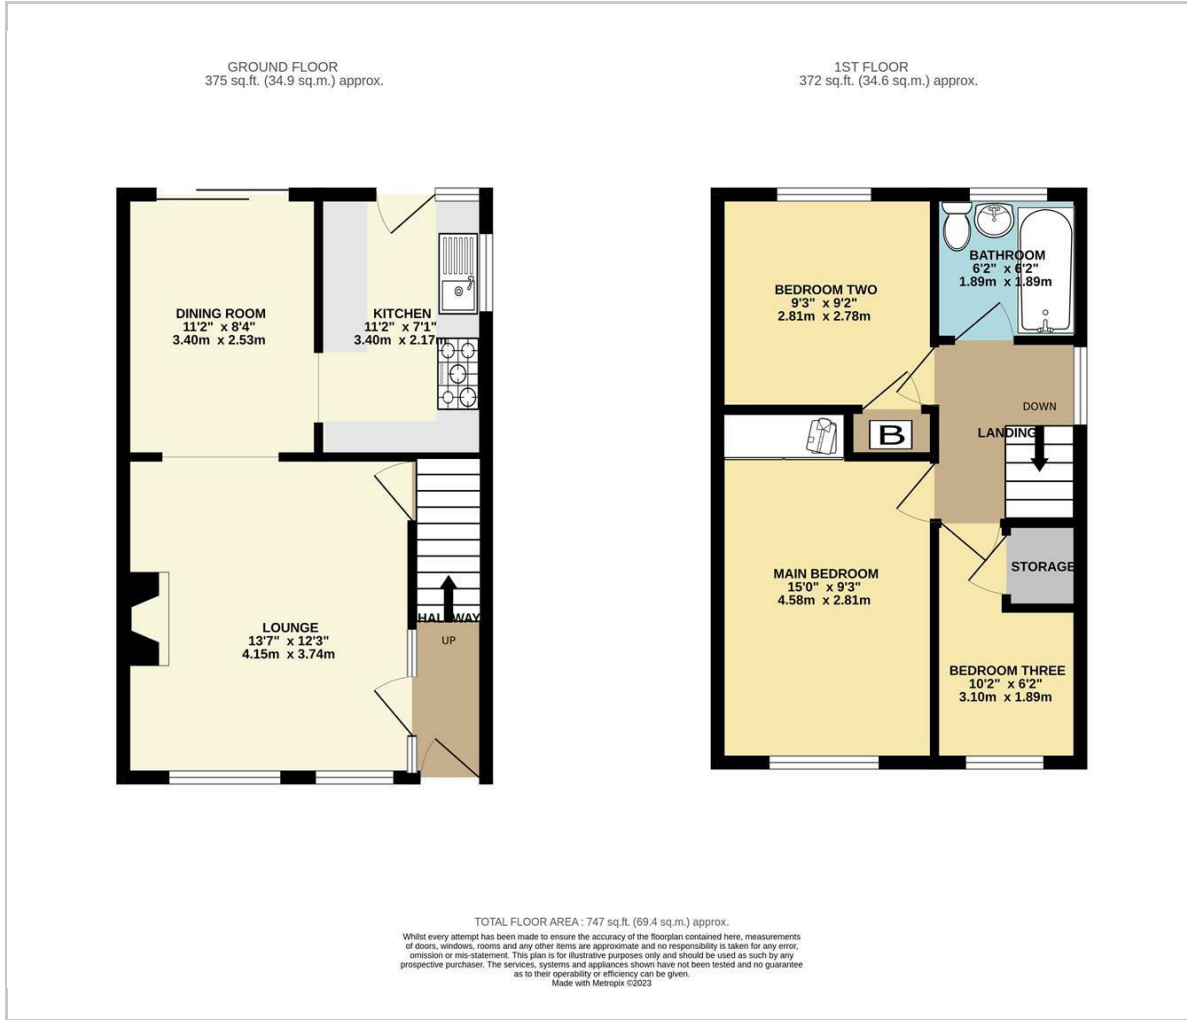 GROUND FLOOR
375 sq.ft. (34.9 sq.m.) approx.
1ST FLOOR
372 sq.ft. (34.6 sq.m.) approx.
DINING ROOM
11'2" x 8'4"
3.40m x 2.53m
KITCHEN
11'2" x 7'1"
3.40m x 2.17m
LOUNGE
13'7" x 12'3"
4.15m x 3.74m
HALLWAY
UP
BEDROOM TWO
9'3" x 9'2"
2.81m x 2.78m
BATHROOM
6'2" x 6'2"
1.89m x 1.89m
DOWN
LANDING
B
MAIN BEDROOM
15'0" x 9'3"
4.58m x 2.81m
STORAGE
BEDROOM THREE
10'2" x 6'2"
3.10m x 1.89m
TOTAL FLOOR AREA : 747 sq.ft. (69.4 sq.m.) approx.
Whilst every attempt has been made to ensure the accuracy of the floorplan contained here, measurements
of doors, windows, rooms and any other items are approximate and no responsibility is taken for any error,
omission or mis-statement. This plan is for illustrative purposes only and should be used as such by any
prospective purchaser. The services, systems and appliances shown have not been tested and no guarantee
as to their operability or efficiency can be given.
Made with Metropix ©2023